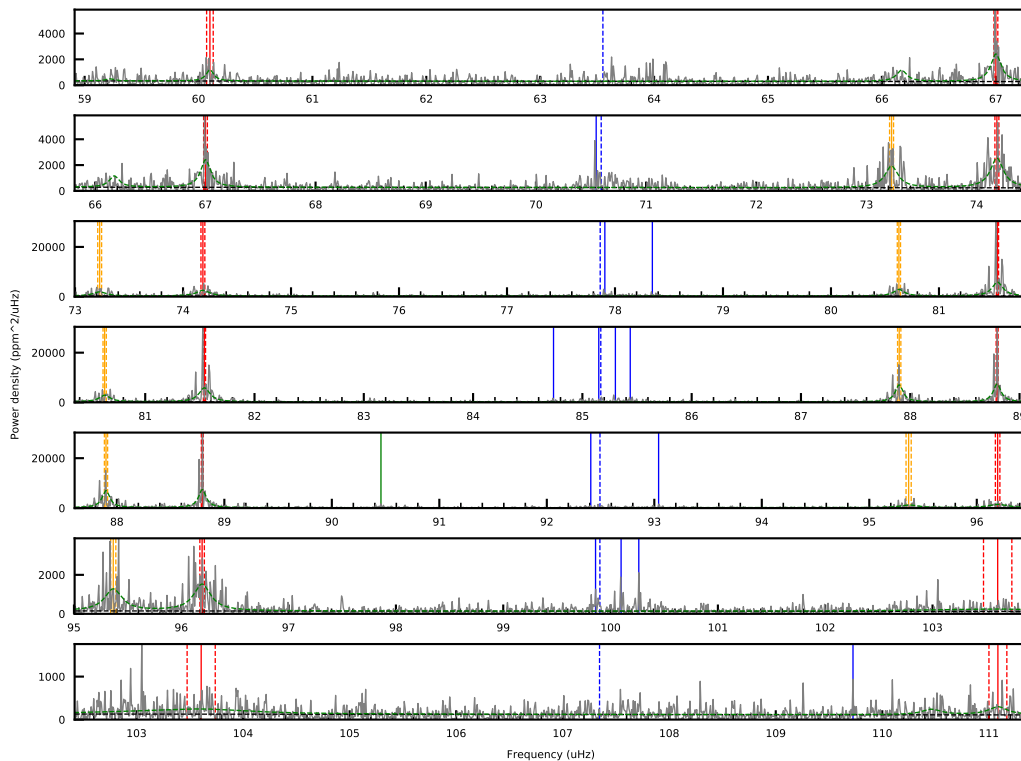 4000
2000
0
59 60 61 62 63 64 65 66 67
4000
2000
0
66 67 68 69 70 71 72 73 74
20000
0
73 74 75 76 77 78 79 80 81
20000
0
81 82 83 84 85 86 87 88 89
Power density (ppm^2/uHz)
20000
0
88 89 90 91 92 93 94 95 96
2000
0
95 96 97 98 99 100 101 102 103
1000
0
103 104 105 106 107 108 109 110 111
Frequency (uHz)